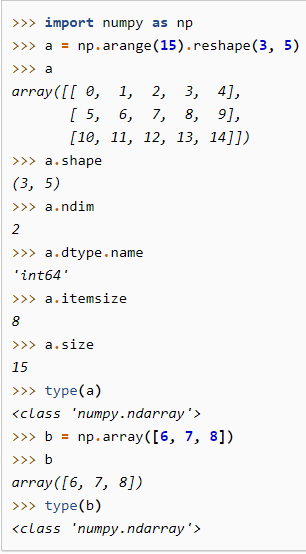 >>> import numpy as np
>>> a = np.arange(15).reshape(3, 5)
>>> a
array([[ 0,  1,  2,  3,  4],
       [ 5,  6,  7,  8,  9],
       [10, 11, 12, 13, 14]])
>>> a.shape
(3, 5)
>>> a.ndim
2
>>> a.dtype.name
'int64'
>>> a.itemsize
8
>>> a.size
15
>>> type(a)
<class 'numpy.ndarray'>
>>> b = np.array([6, 7, 8])
>>> b
array([6, 7, 8])
>>> type(b)
<class 'numpy.ndarray'>